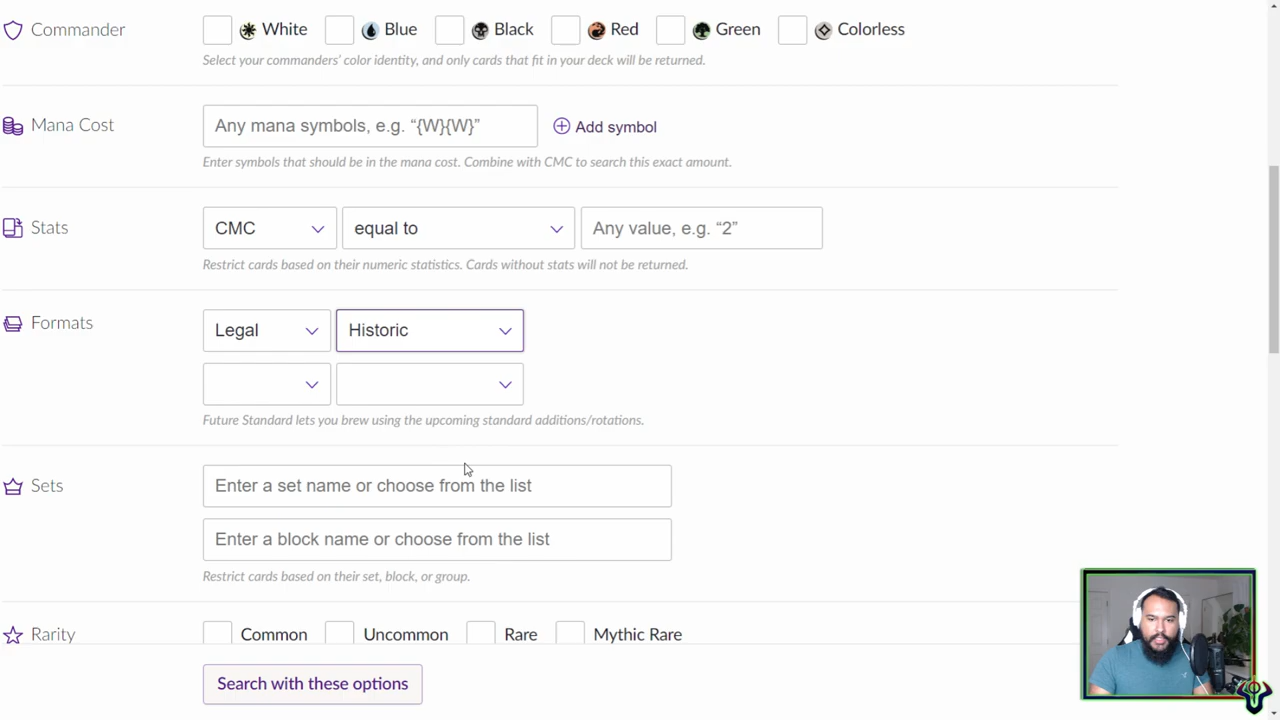 Commander
White Blue Black Red Green Colorless
Select your commanders' color identity, and only cards that fit in your deck will be returned.
Mana Cost
Any mana symbols, e.g. “{W}{W}”
Add symbol
Enter symbols that should be in the mana cost. Combine with CMC to search this exact amount.
Stats
CMC
equal to
Any value, e.g. “2”
Restrict cards based on their numeric statistics. Cards without stats will not be returned.
Formats
Legal
Historic
Future Standard lets you brew using the upcoming standard additions/rotations.
Sets
Enter a set name or choose from the list
Enter a block name or choose from the list
Restrict cards based on their set, block, or group.
Rarity
Common Uncommon Rare Mythic Rare
Search with these options